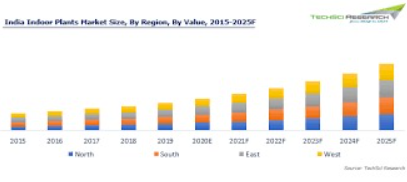 India Indoor Plants Market Size, By Region, By Value, 2015-2025F
TechSci Research
2015 2016 2017 2018 2019 2020E 2021F 2022F 2023F 2024F 2025F
North South East West
Source: TechSci Research